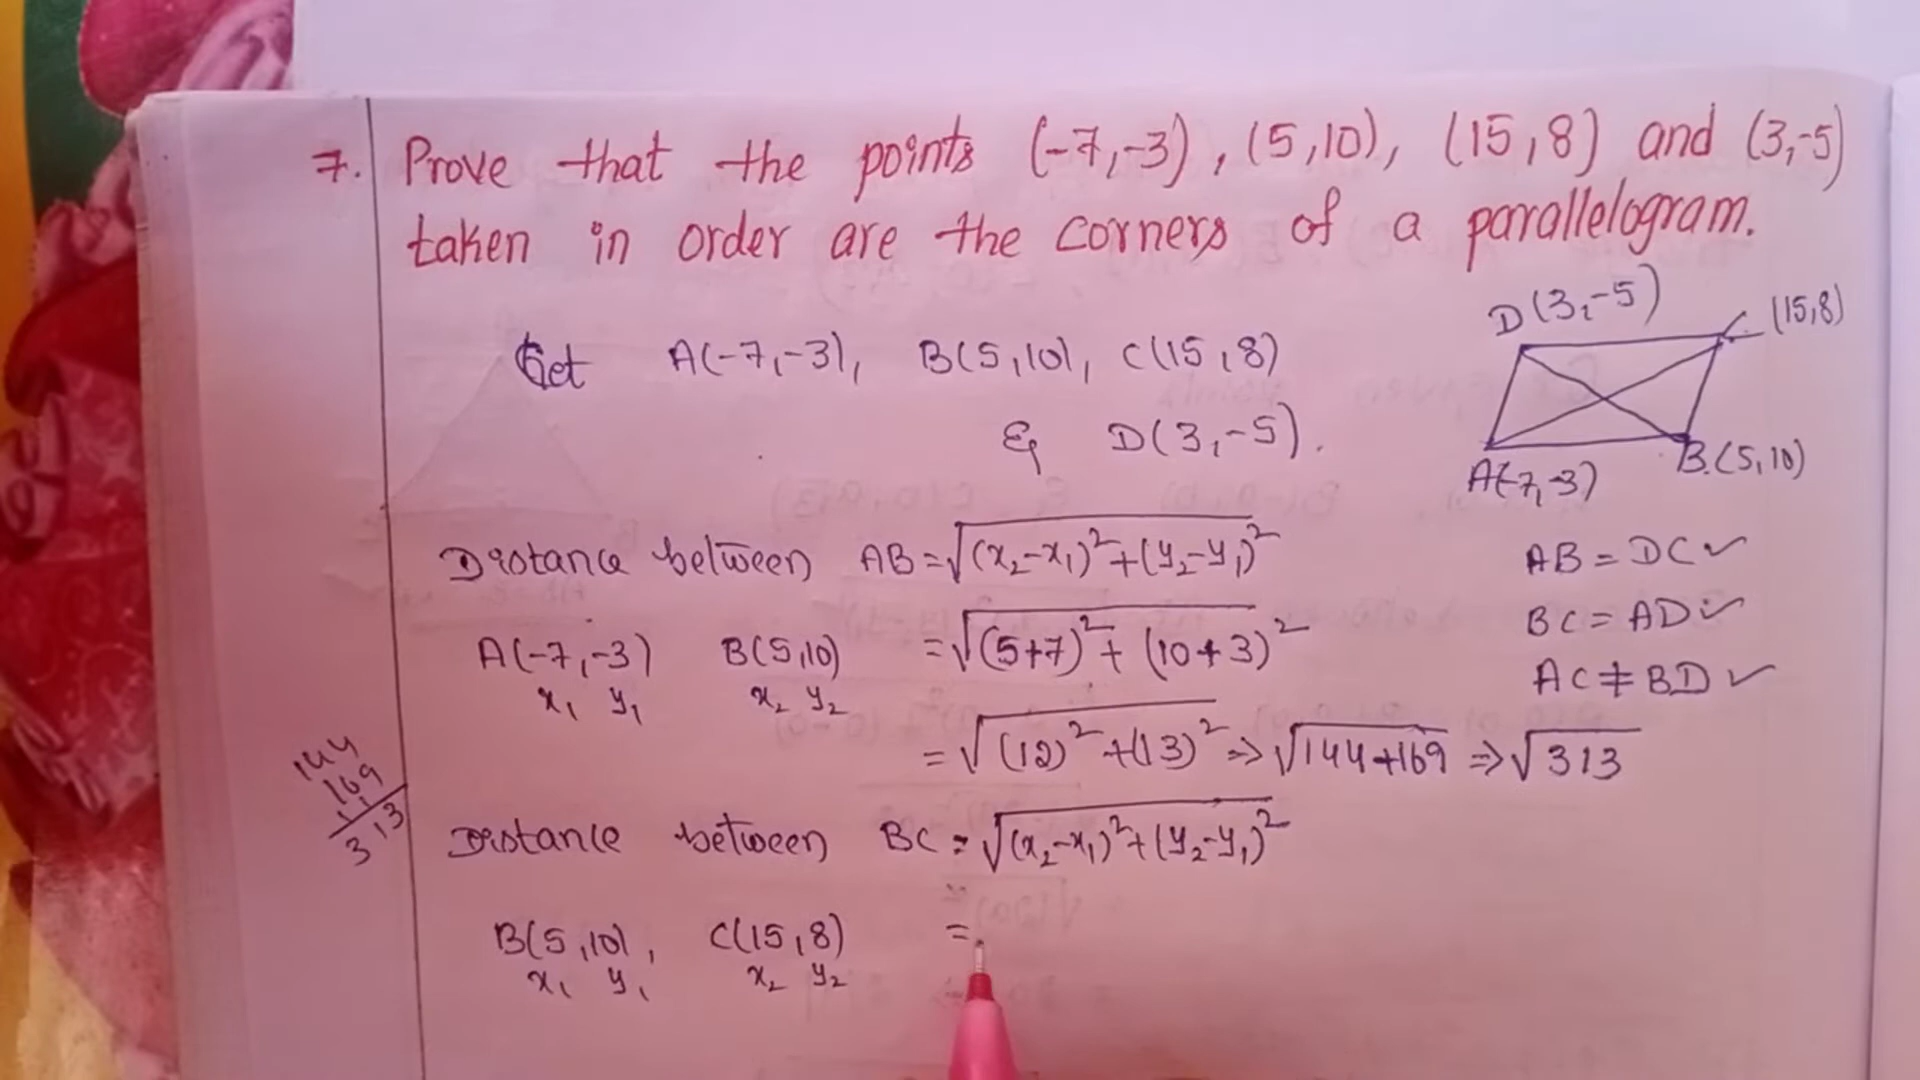 7. Prove that the points (-7,-3), (5,10), (15,8) and (3,-5)
taken in order are the corners of a parallelogram.
D(3,-5) C (15,8)
Let A(-7,-3), B(5,10), C(15,8)
& D(3,-5).
A(-7,-3) B.(5,10)
Distance between AB = √(x₂-x₁)²+(y₂-y₁)²
AB = DC ✓
A(-7,-3) B(5,10) = √(5+7)²+(10+3)²
BC = AD ✓
x₁ y₁ x₂ y₂
AC ≠ BD ✓
= √(12)²+(13)² ⇒ √144+169 ⇒ √313
144
169
313
Distance between BC = √(x₂-x₁)²+(y₂-y₁)²
B(5,10), C(15,8) =
x₁ y₁ x₂ y₂